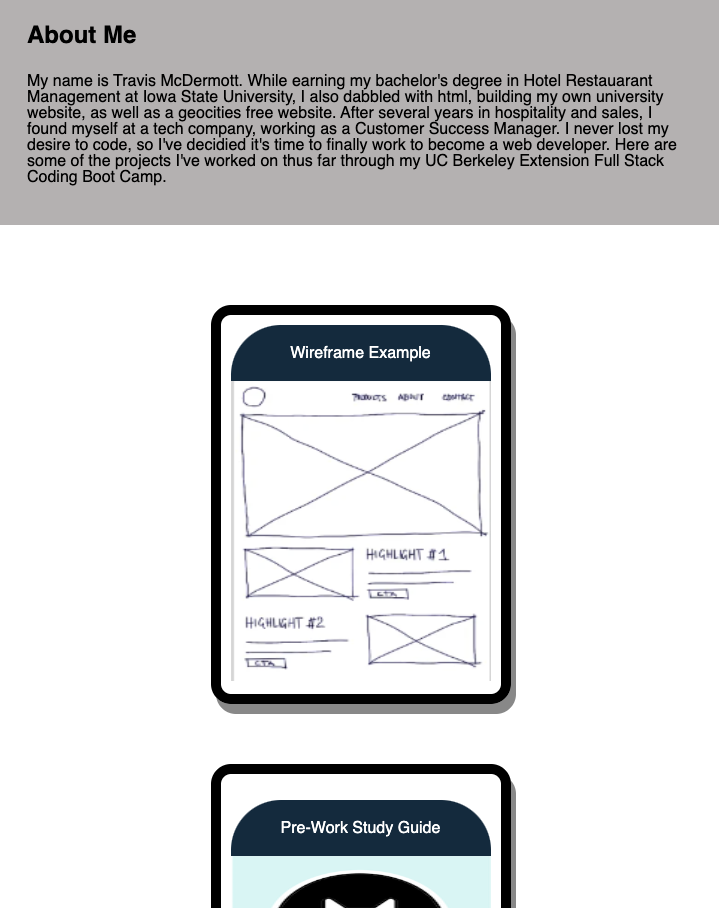 About Me
My name is Travis McDermott. While earning my bachelor's degree in Hotel Restauarant
Management at Iowa State University, I also dabbled with html, building my own university
website, as well as a geocities free website. After several years in hospitality and sales, I
found myself at a tech company, working as a Customer Success Manager. I never lost my
desire to code, so I've decidied it's time to finally work to become a web developer. Here are
some of the projects I've worked on thus far through my UC Berkeley Extension Full Stack
Coding Boot Camp.
Wireframe Example
PRODUCTS ABOUT CONTACT
HIGHLIGHT #1
CTA
HIGHLIGHT #2
CTA
Pre-Work Study Guide